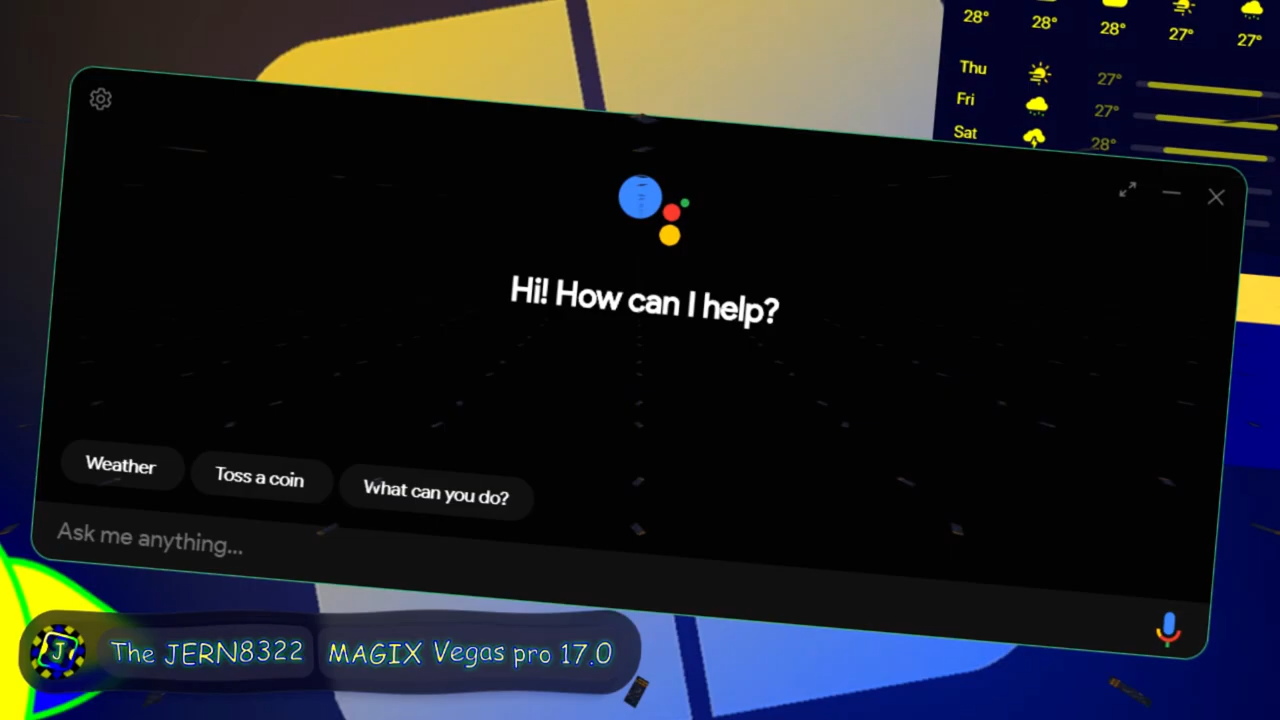 28° 28° 28° 27° 27°
Thu 27°
Fri 27°
Sat 28°
Hi! How can I help?
Weather
Toss a coin
What can you do?
Ask me anything...
J
The JERN8322 MAGIX Vegas pro 17.0